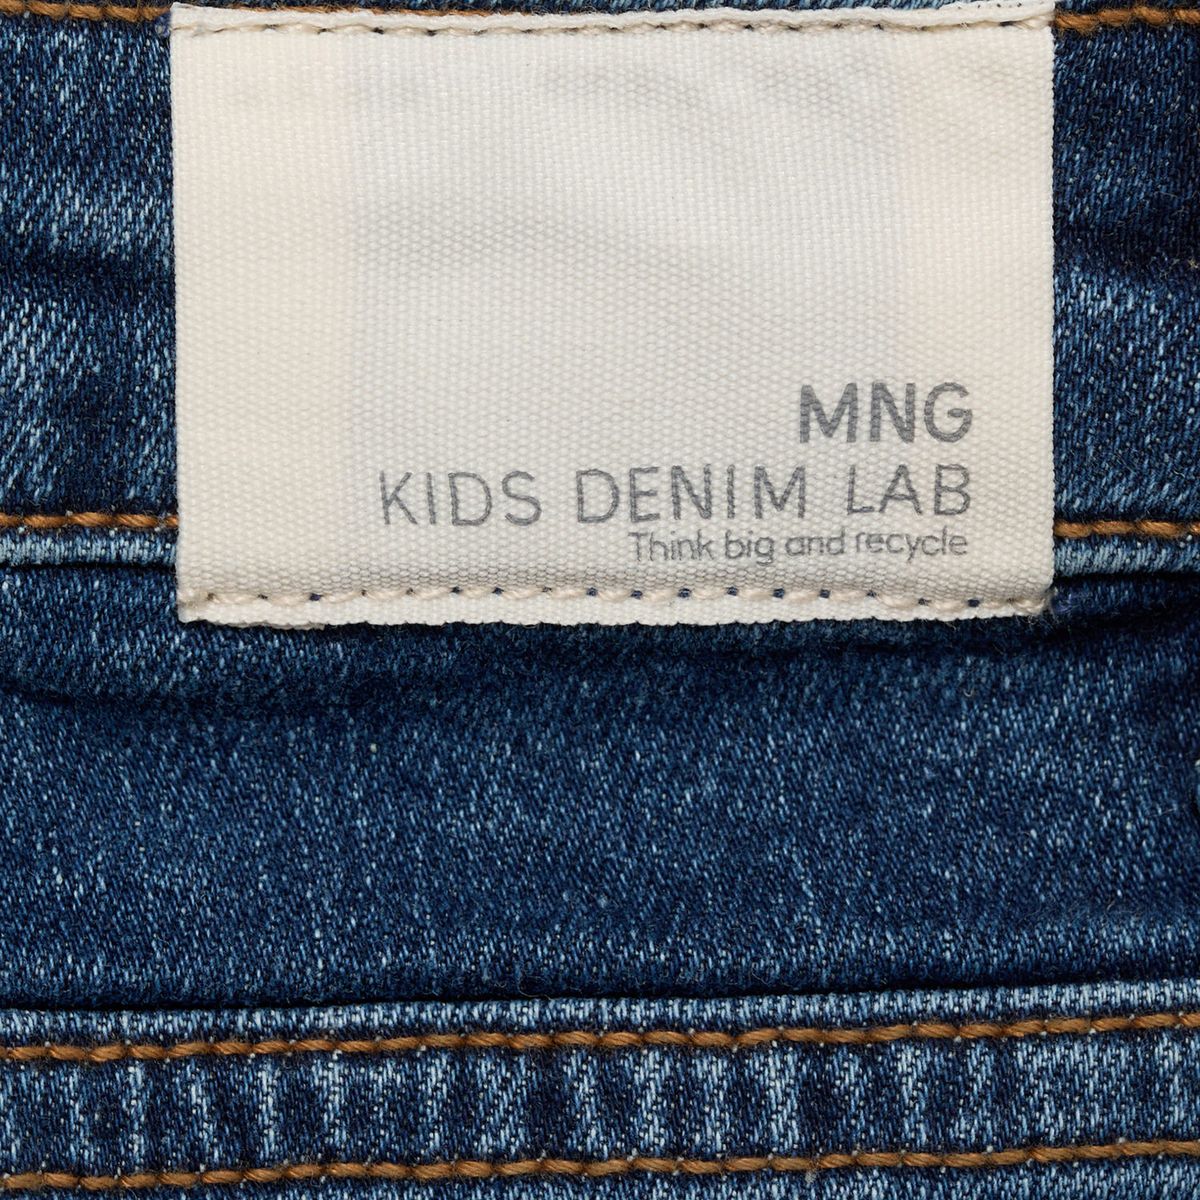 MNG
KIDS DENIM LAB
Think big and recycle